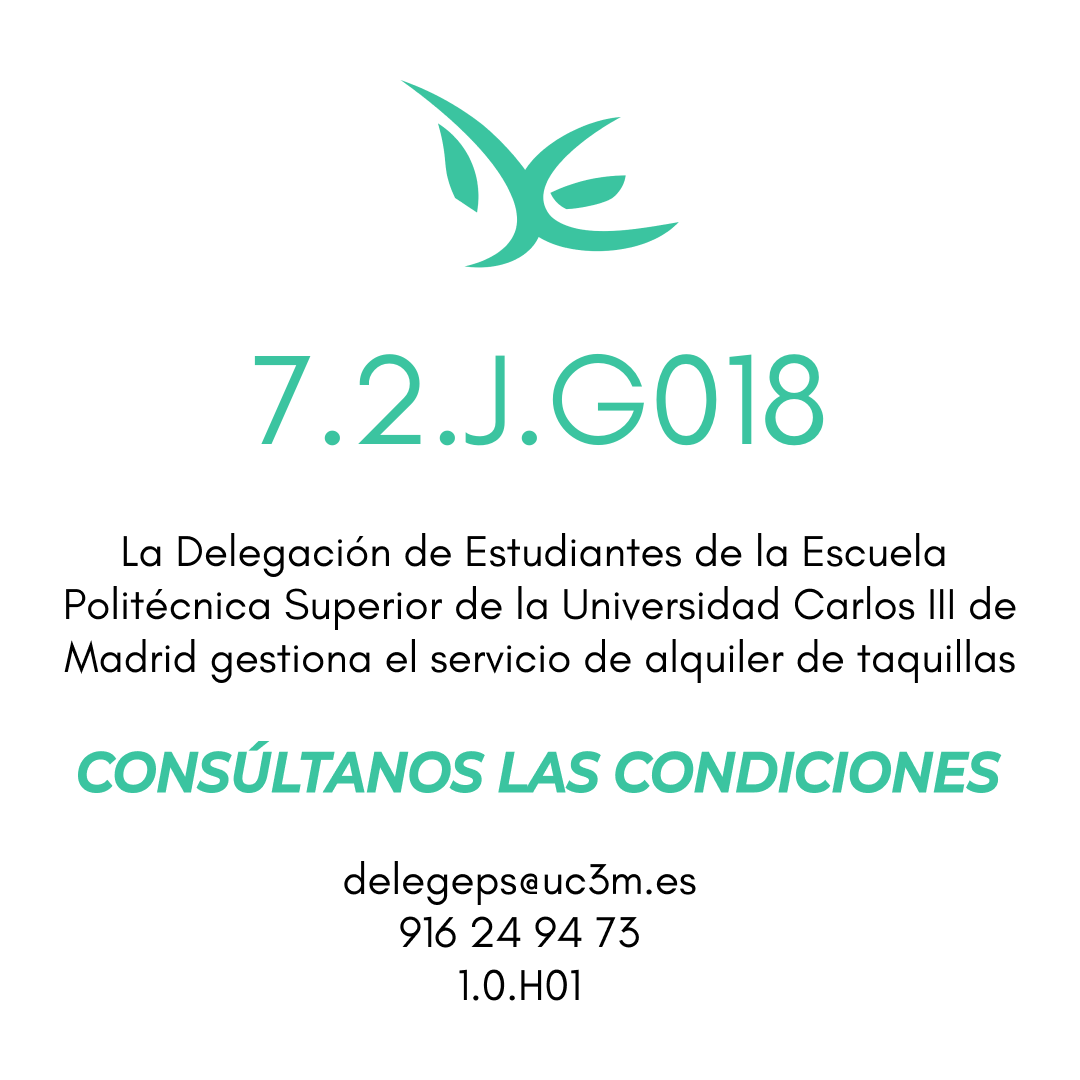 7.2.J.G018
La Delegación de Estudiantes de la Escuela
Politécnica Superior de la Universidad Carlos III de
Madrid gestiona el servicio de alquiler de taquillas
CONSÚLTANOS LAS CONDICIONES
delegeps@uc3m.es
916 24 94 73
1.0.H01